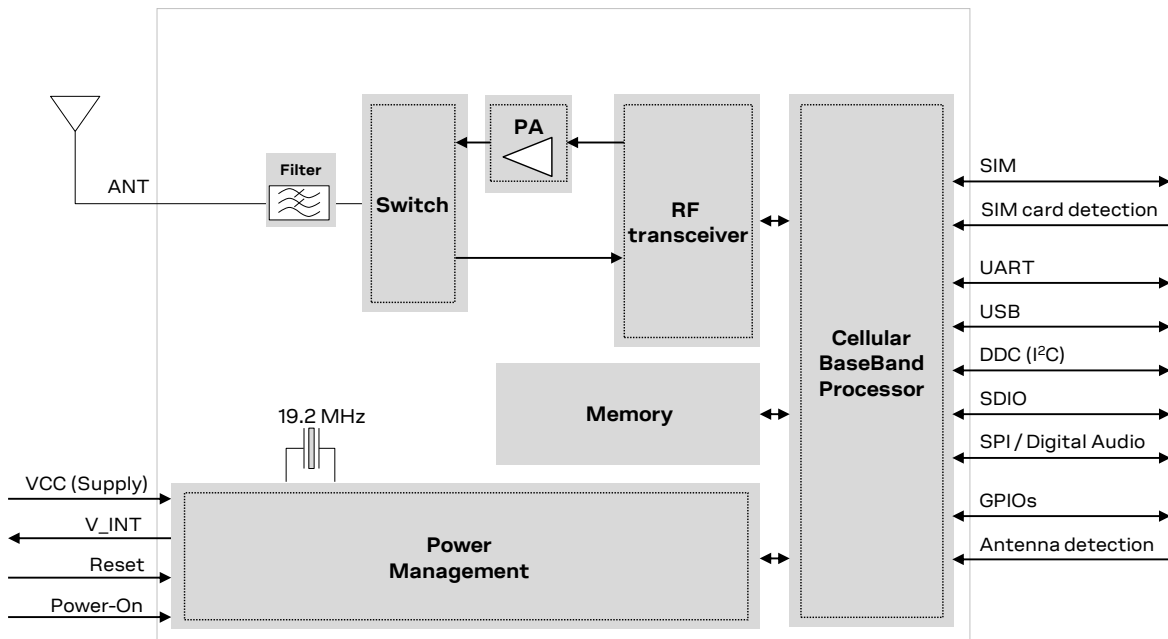 PA
Filter
ANT
Switch
RF
transceiver
SIM
SIM card detection
UART
USB
DDC (I²C)
SDIO
SPI / Digital Audio
GPIOs
Antenna detection
Cellular
BaseBand
Processor
Memory
19.2 MHz
VCC (Supply)
V_INT
Reset
Power-On
Power
Management